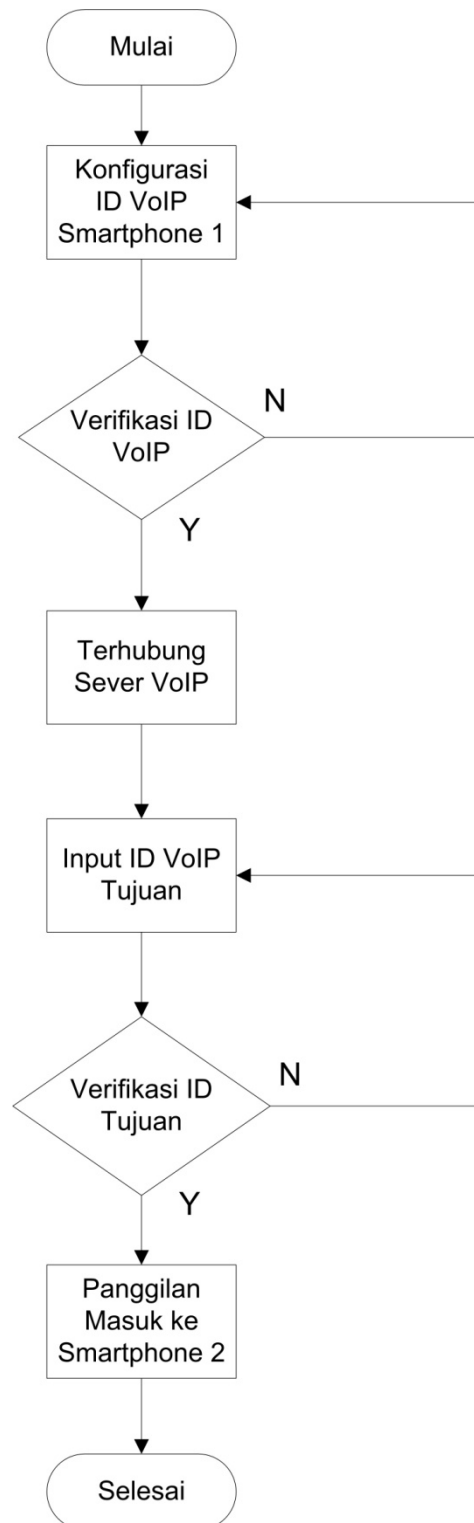 Mulai
Konfigurasi
ID VoIP
Smartphone 1
Verifikasi ID
VoIP
N
Y
Terhubung
Sever VoIP
Input ID VoIP
Tujuan
Verifikasi ID
Tujuan
N
Y
Panggilan
Masuk ke
Smartphone 2
Selesai